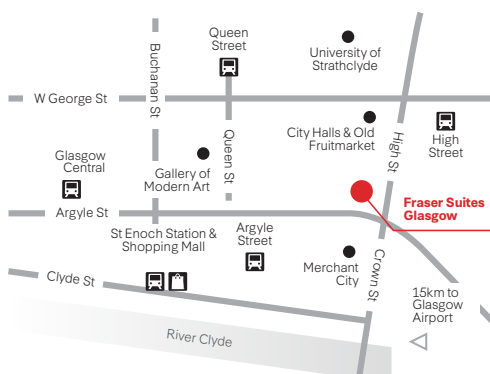 Queen
Street
University of
Strathclyde
Buchanan St
W George St
City Halls & Old
Fruitmarket
High St
High
Street
Queen St
Glasgow
Central
Gallery of
Modern Art
Fraser Suites
Glasgow
Argyle St
St Enoch Station &
Shopping Mall
Argyle
Street
Merchant
City
Crown St
Clyde St
15km to
Glasgow
Airport
River Clyde